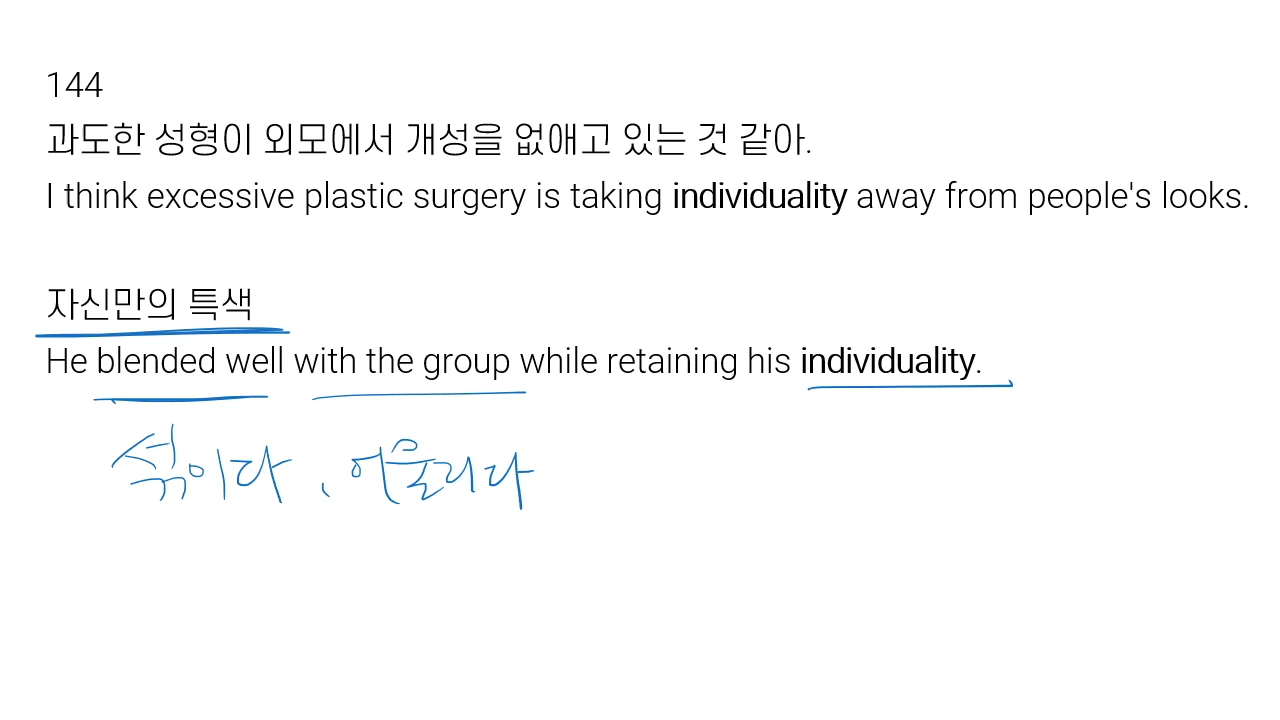 144
과도한 성형이 외모에서 개성을 없애고 있는 것 같아.
I think excessive plastic surgery is taking individuality away from people's looks.
자신만의 특색
He blended well with the group while retaining his individuality.
섞이다, 어울리다